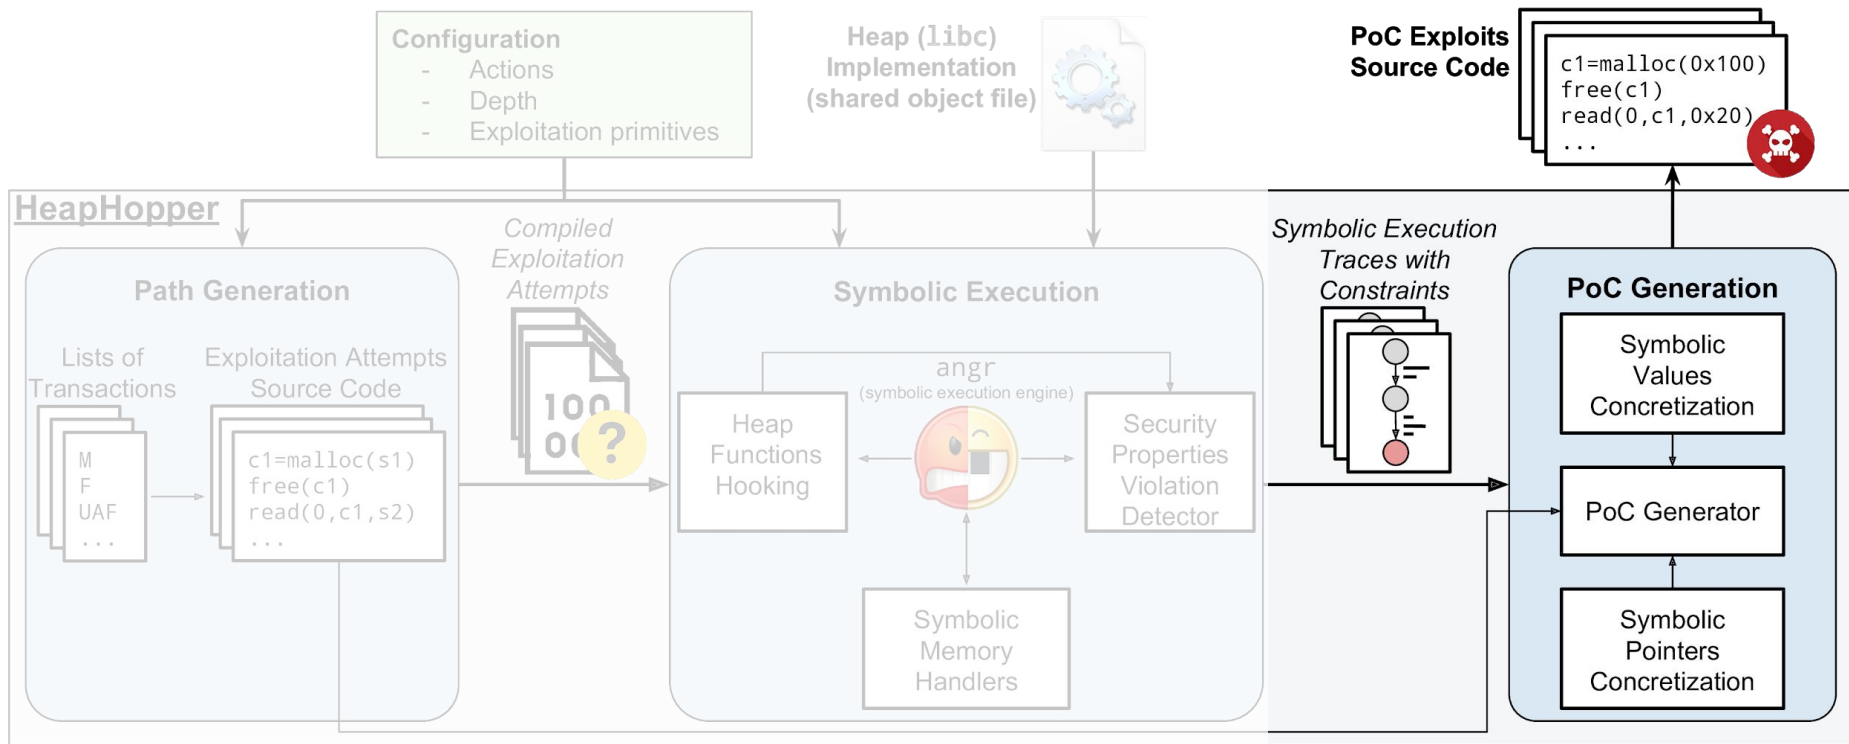 Configuration
- Actions
- Depth
- Exploitation primitives
Heap (libc)
Implementation
(shared object file)
PoC Exploits
Source Code
c1=malloc(0x100)
free(c1)
read(0,c1,0x20)
...
HeapHopper
Path Generation
Lists of
Transactions
M
F
UAF
...
Exploitation Attempts
Source Code
c1=malloc(s1)
free(c1)
read(0,c1,s2)
...
Compiled
Exploitation
Attempts
100
00
?
Symbolic Execution
angr
(symbolic execution engine)
Heap
Functions
Hooking
Security
Properties
Violation
Detector
Symbolic
Memory
Handlers
Symbolic Execution
Traces with
Constraints
PoC Generation
Symbolic
Values
Concretization
PoC Generator
Symbolic
Pointers
Concretization